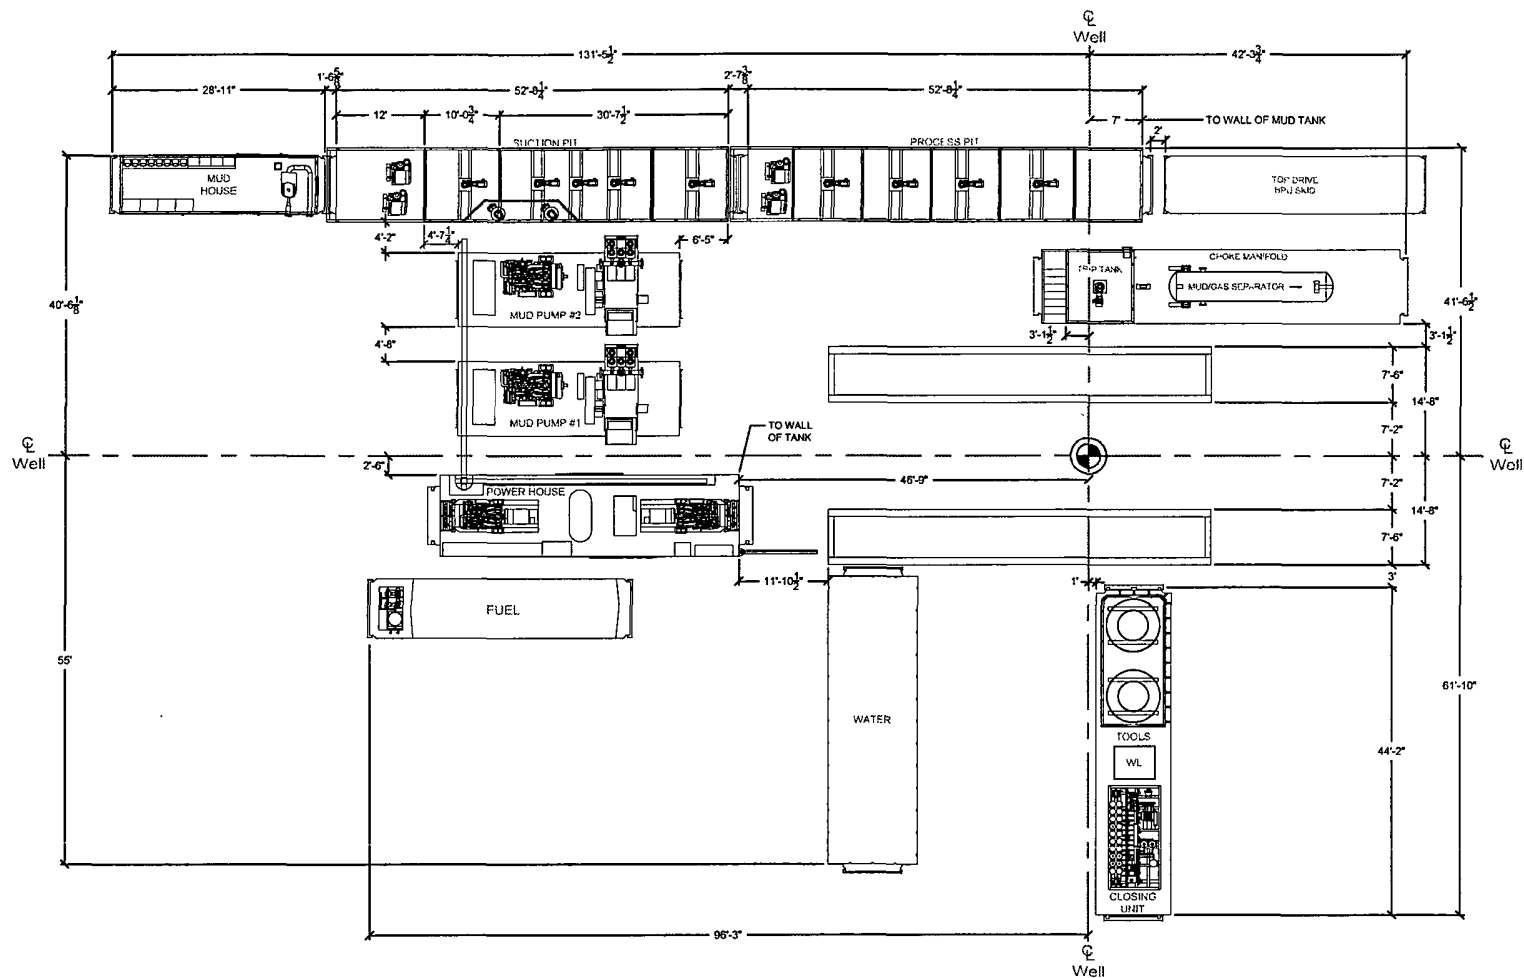 ℄
Well
131'-5½"
42'-3¾"
28'-11"
1'-6⅝"
52'-8¼"
2'-7⅜"
52'-8¼"
12'
10'-0¾"
30'-7½"
7'
TO WALL OF MUD TANK
2'
SUCTION PIT
PROCESS PIT
MUD
HOUSE
TOP DRIVE
HPU SKID
4'-2"
4'-7¼"
6'-5"
CHOKE MANIFOLD
TRIP TANK
MUD/GAS SEPARATOR
40'-6⅛"
41'-6½"
MUD PUMP #2
3'-1½"
3'-1½"
4'-8"
7'-6"
14'-8"
MUD PUMP #1
TO WALL
OF TANK
7'-2"
℄
Well
℄
Well
2'-6"
46'-9"
7'-2"
POWER HOUSE
14'-8"
7'-6"
11'-10½"
1'
3'
FUEL
55'
61'-10"
WATER
TOOLS
WL
44'-2"
CLOSING
UNIT
96'-3"
℄
Well